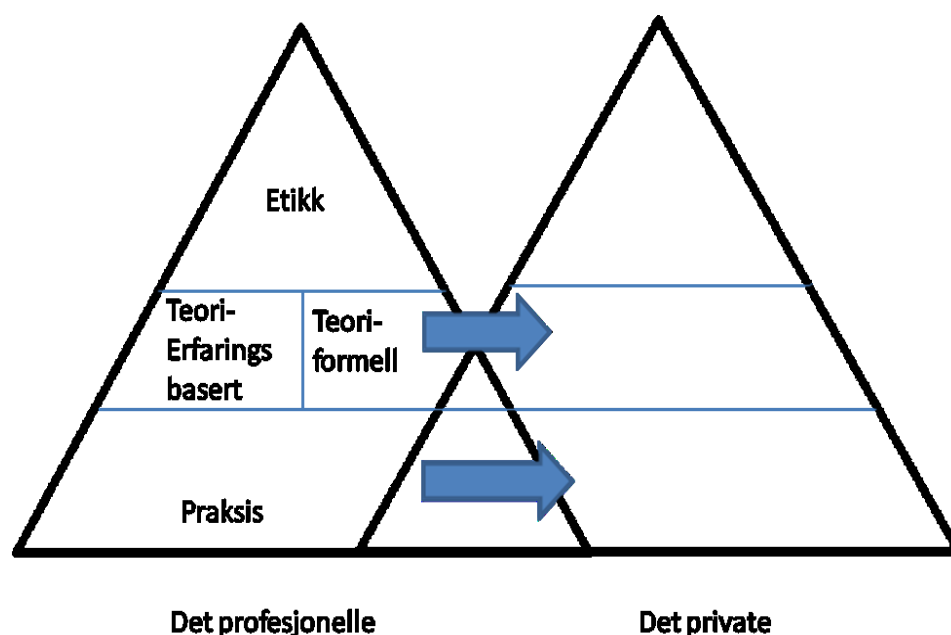 Etikk
Teori-
Erfarings
basert
Teori-
formell
Praksis
Det profesjonelle
Det private